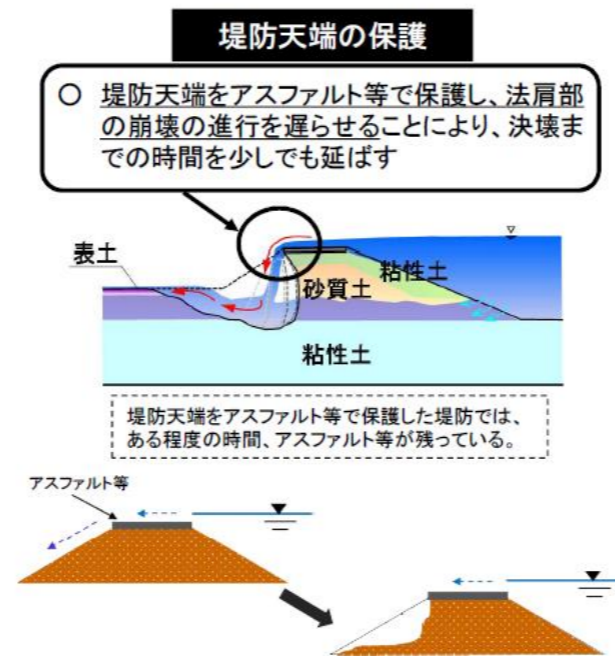 堤防天端の保護
○ 堤防天端をアスファルト等で保護し、法肩部
の崩壊の進行を遅らせることにより、決壊ま
での時間を少しでも延ばす
表土
粘性土
砂質土
粘性土
堤防天端をアスファルト等で保護した堤防では、
ある程度の時間、アスファルト等が残っている。
アスファルト等